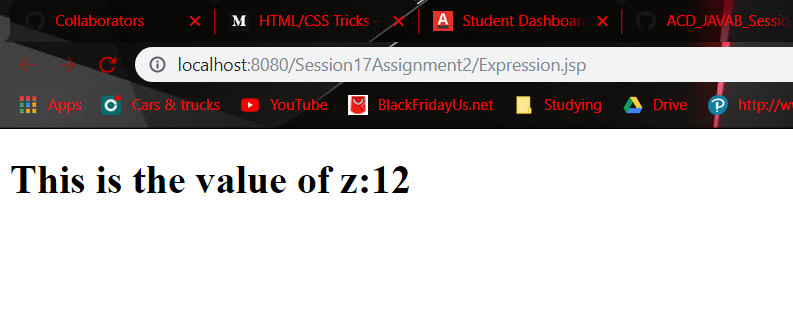 Collaborators
HTML/CSS Tricks –
Student Dashboar
ACD_JAVAB_Sessio
localhost:8080/Session17Assignment2/Expression.jsp
Apps Cars & trucks YouTube BlackFridayUs.net Studying Drive http://w
This is the value of z:12